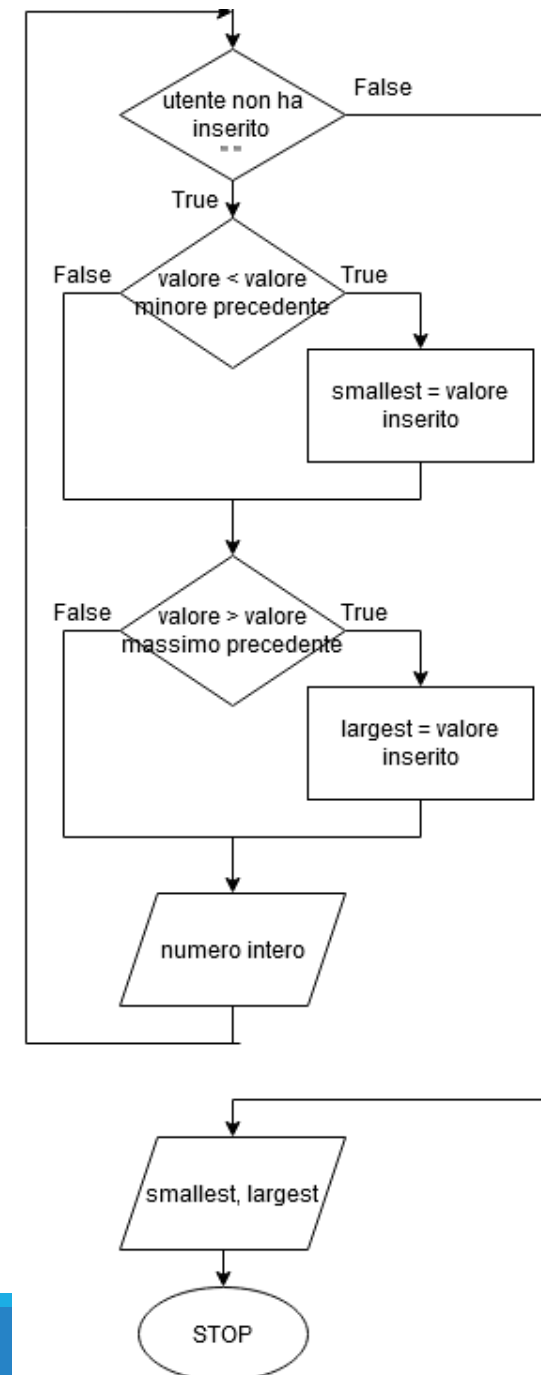 False
utente non ha
inserito
" "
True
False
valore < valore
minore precedente
True
smallest = valore
inserito
False
valore > valore
massimo precedente
True
largest = valore
inserito
numero intero
smallest, largest
STOP